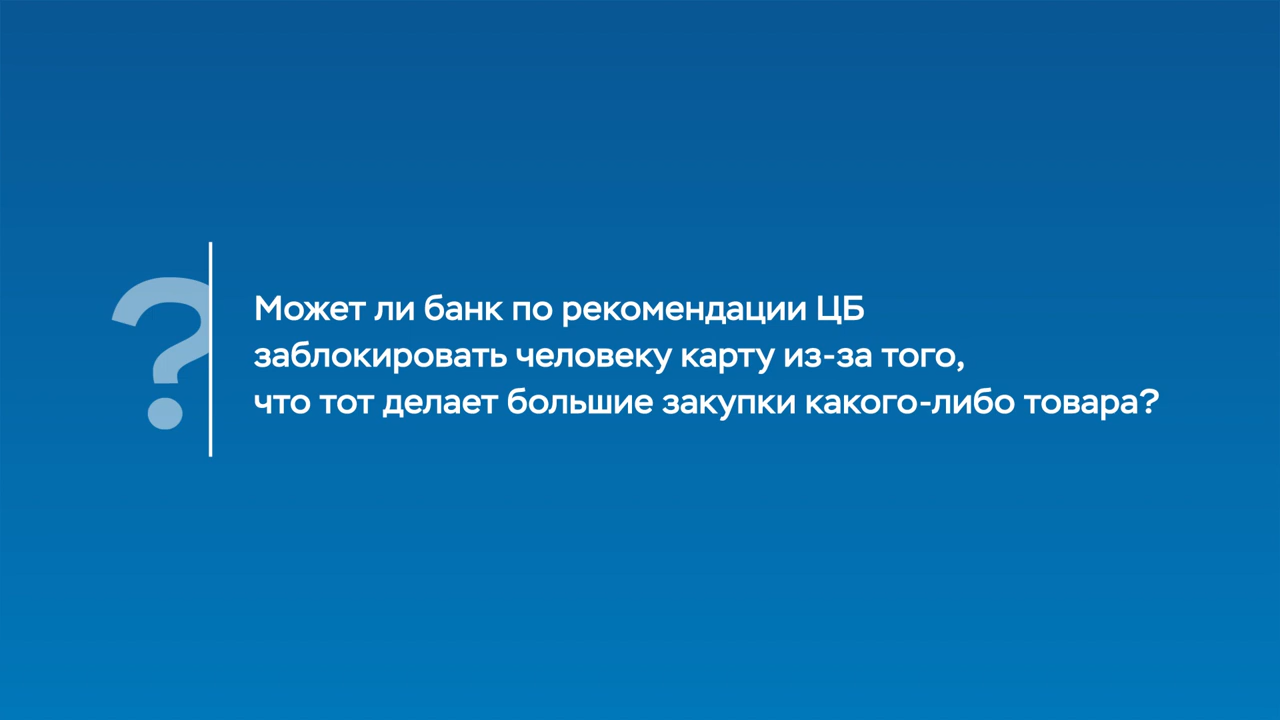 ?
Может ли банк по рекомендации ЦБ
заблокировать человеку карту из-за того,
что тот делает большие закупки какого-либо товара?